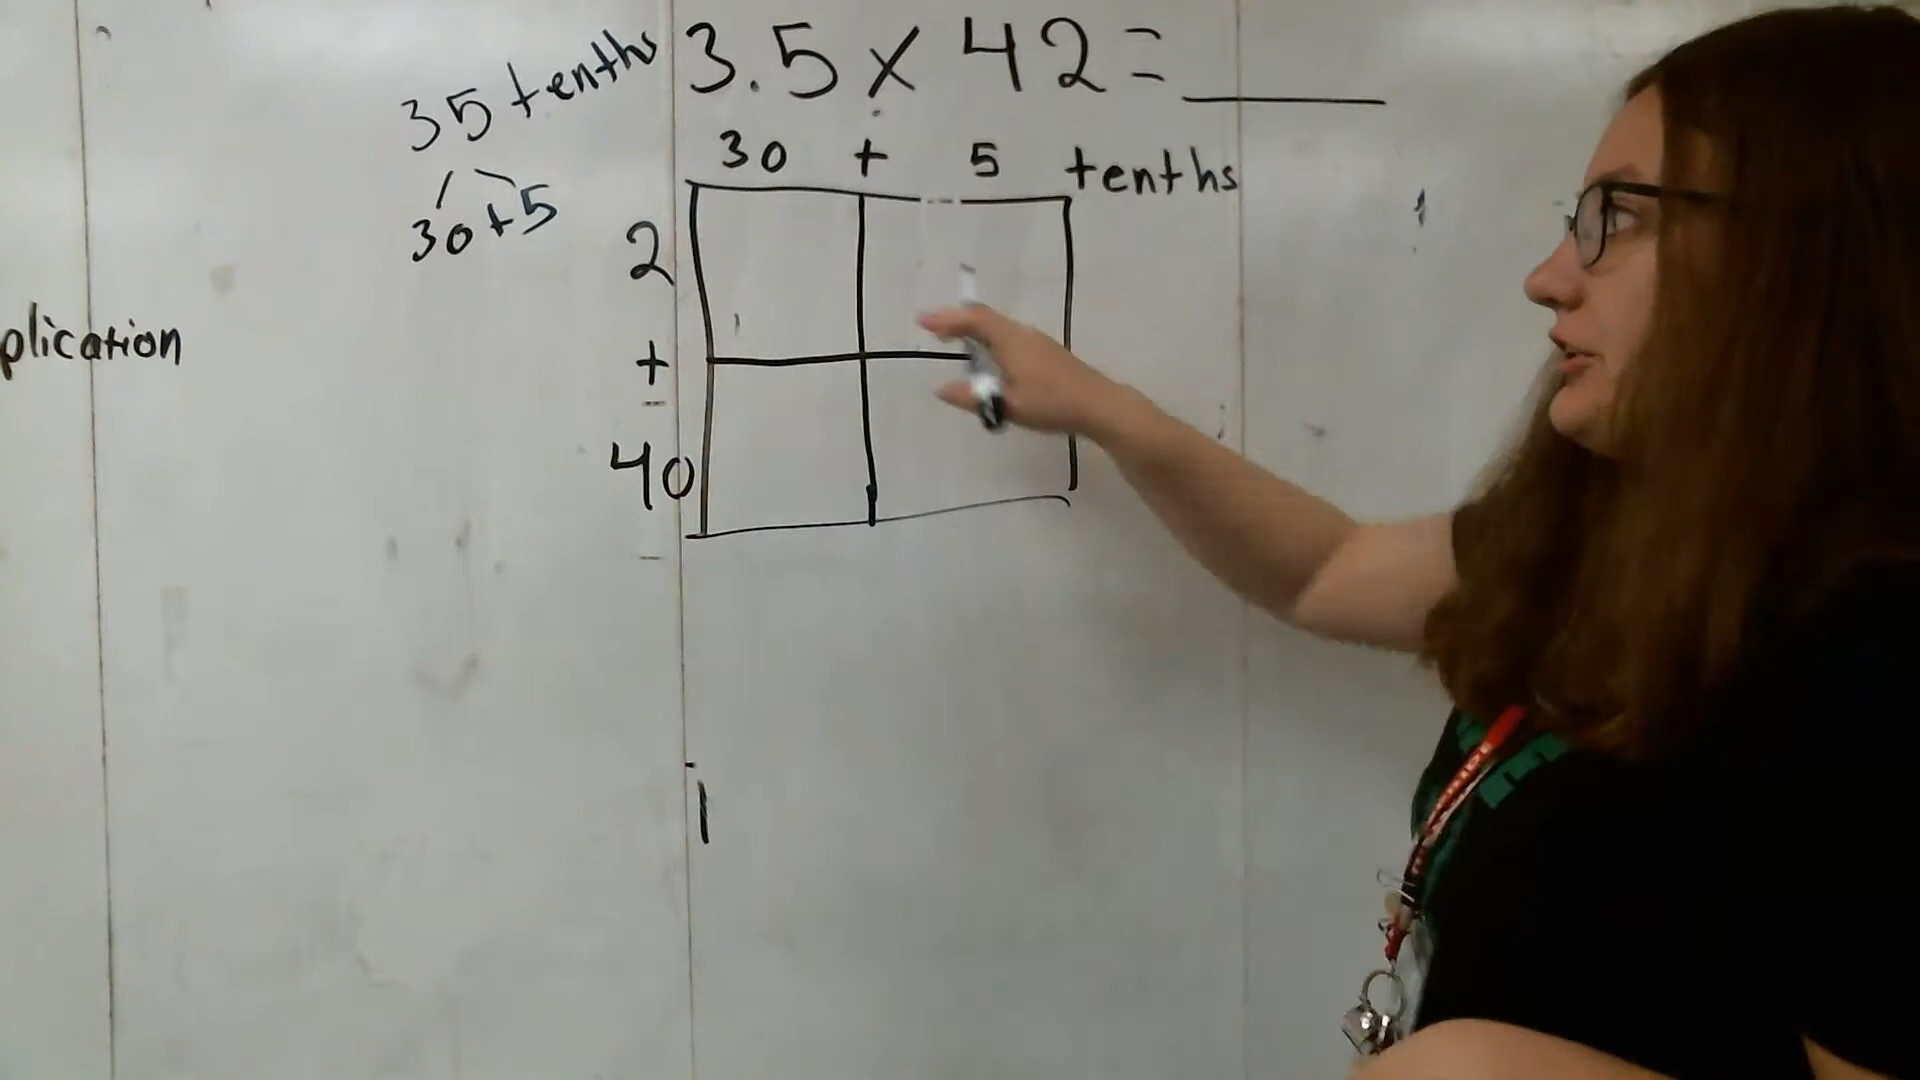 3.5 x 42 = ____
35 tenths
30 + 5
30 + 5 tenths
2
+
40
plication